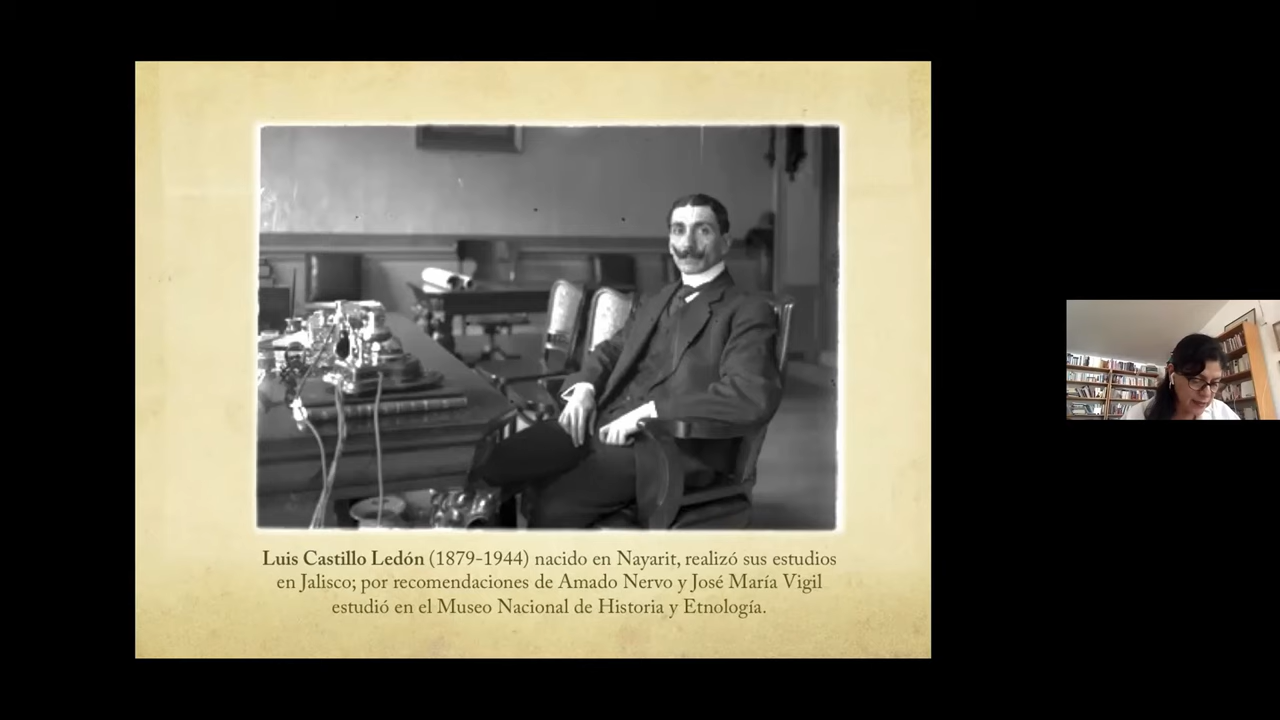 Luis Castillo Ledón (1879-1944) nacido en Nayarit, realizó sus estudios
en Jalisco; por recomendaciones de Amado Nervo y José María Vigil
estudió en el Museo Nacional de Historia y Etnología.